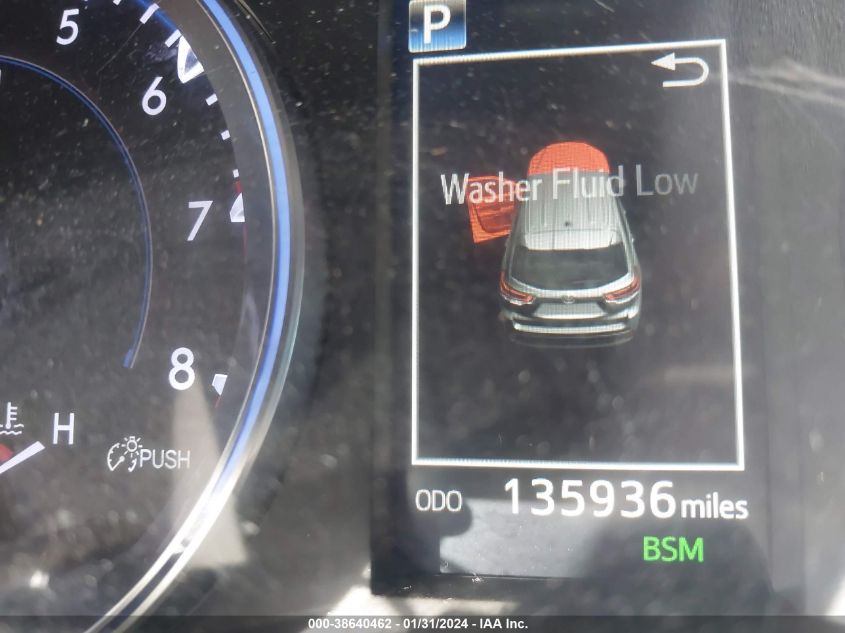 P
5
6
7
8
H
PUSH
Washer Fluid Low
ODO 135936 miles
BSM
000-38640462 - 01/31/2024 - IAA Inc.